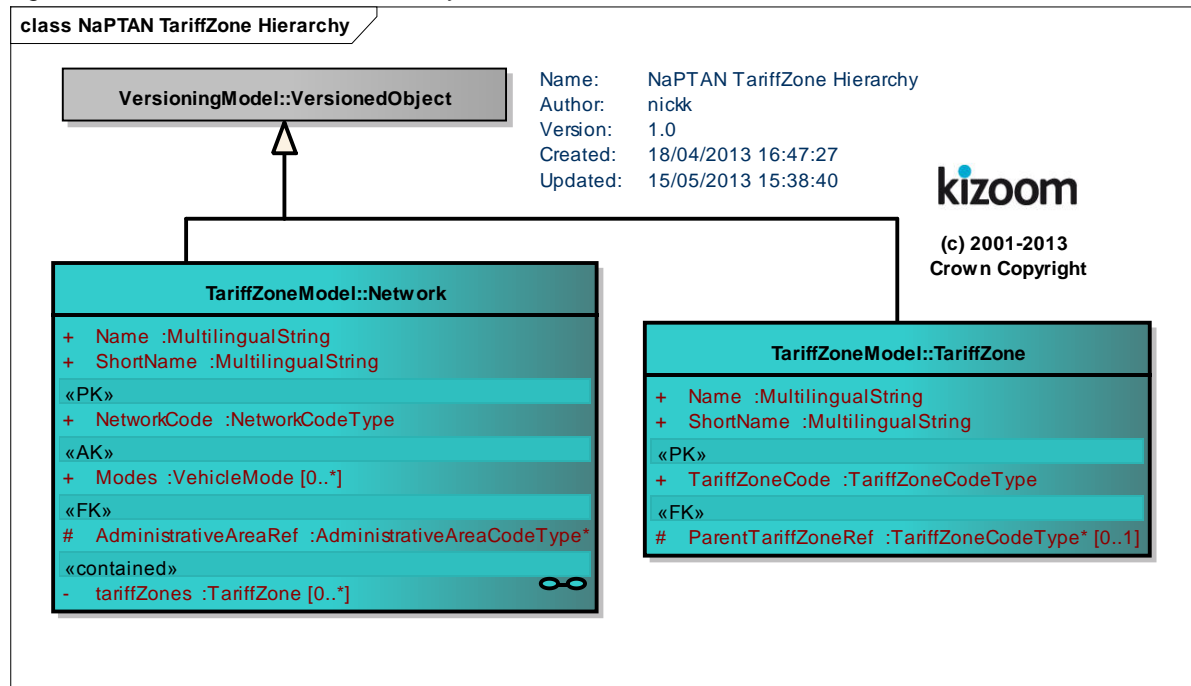 class NaPTAN TariffZone Hierarchy
VersioningModel::VersionedObject
Name: NaPTAN TariffZone Hierarchy
Author: nickk
Version: 1.0
Created: 18/04/2013 16:47:27
Updated: 15/05/2013 15:38:40
kizoom
(c) 2001-2013
Crown Copyright
TariffZoneModel::Network
+ Name :MultilingualString
+ ShortName :MultilingualString
«PK»
+ NetworkCode :NetworkCodeType
«AK»
+ Modes :VehicleMode [0..*]
«FK»
# AdministrativeAreaRef :AdministrativeAreaCodeType*
«contained»
- tariffZones :TariffZone [0..*]
TariffZoneModel::TariffZone
+ Name :MultilingualString
+ ShortName :MultilingualString
«PK»
+ TariffZoneCode :TariffZoneCodeType
«FK»
# ParentTariffZoneRef :TariffZoneCodeType* [0..1]